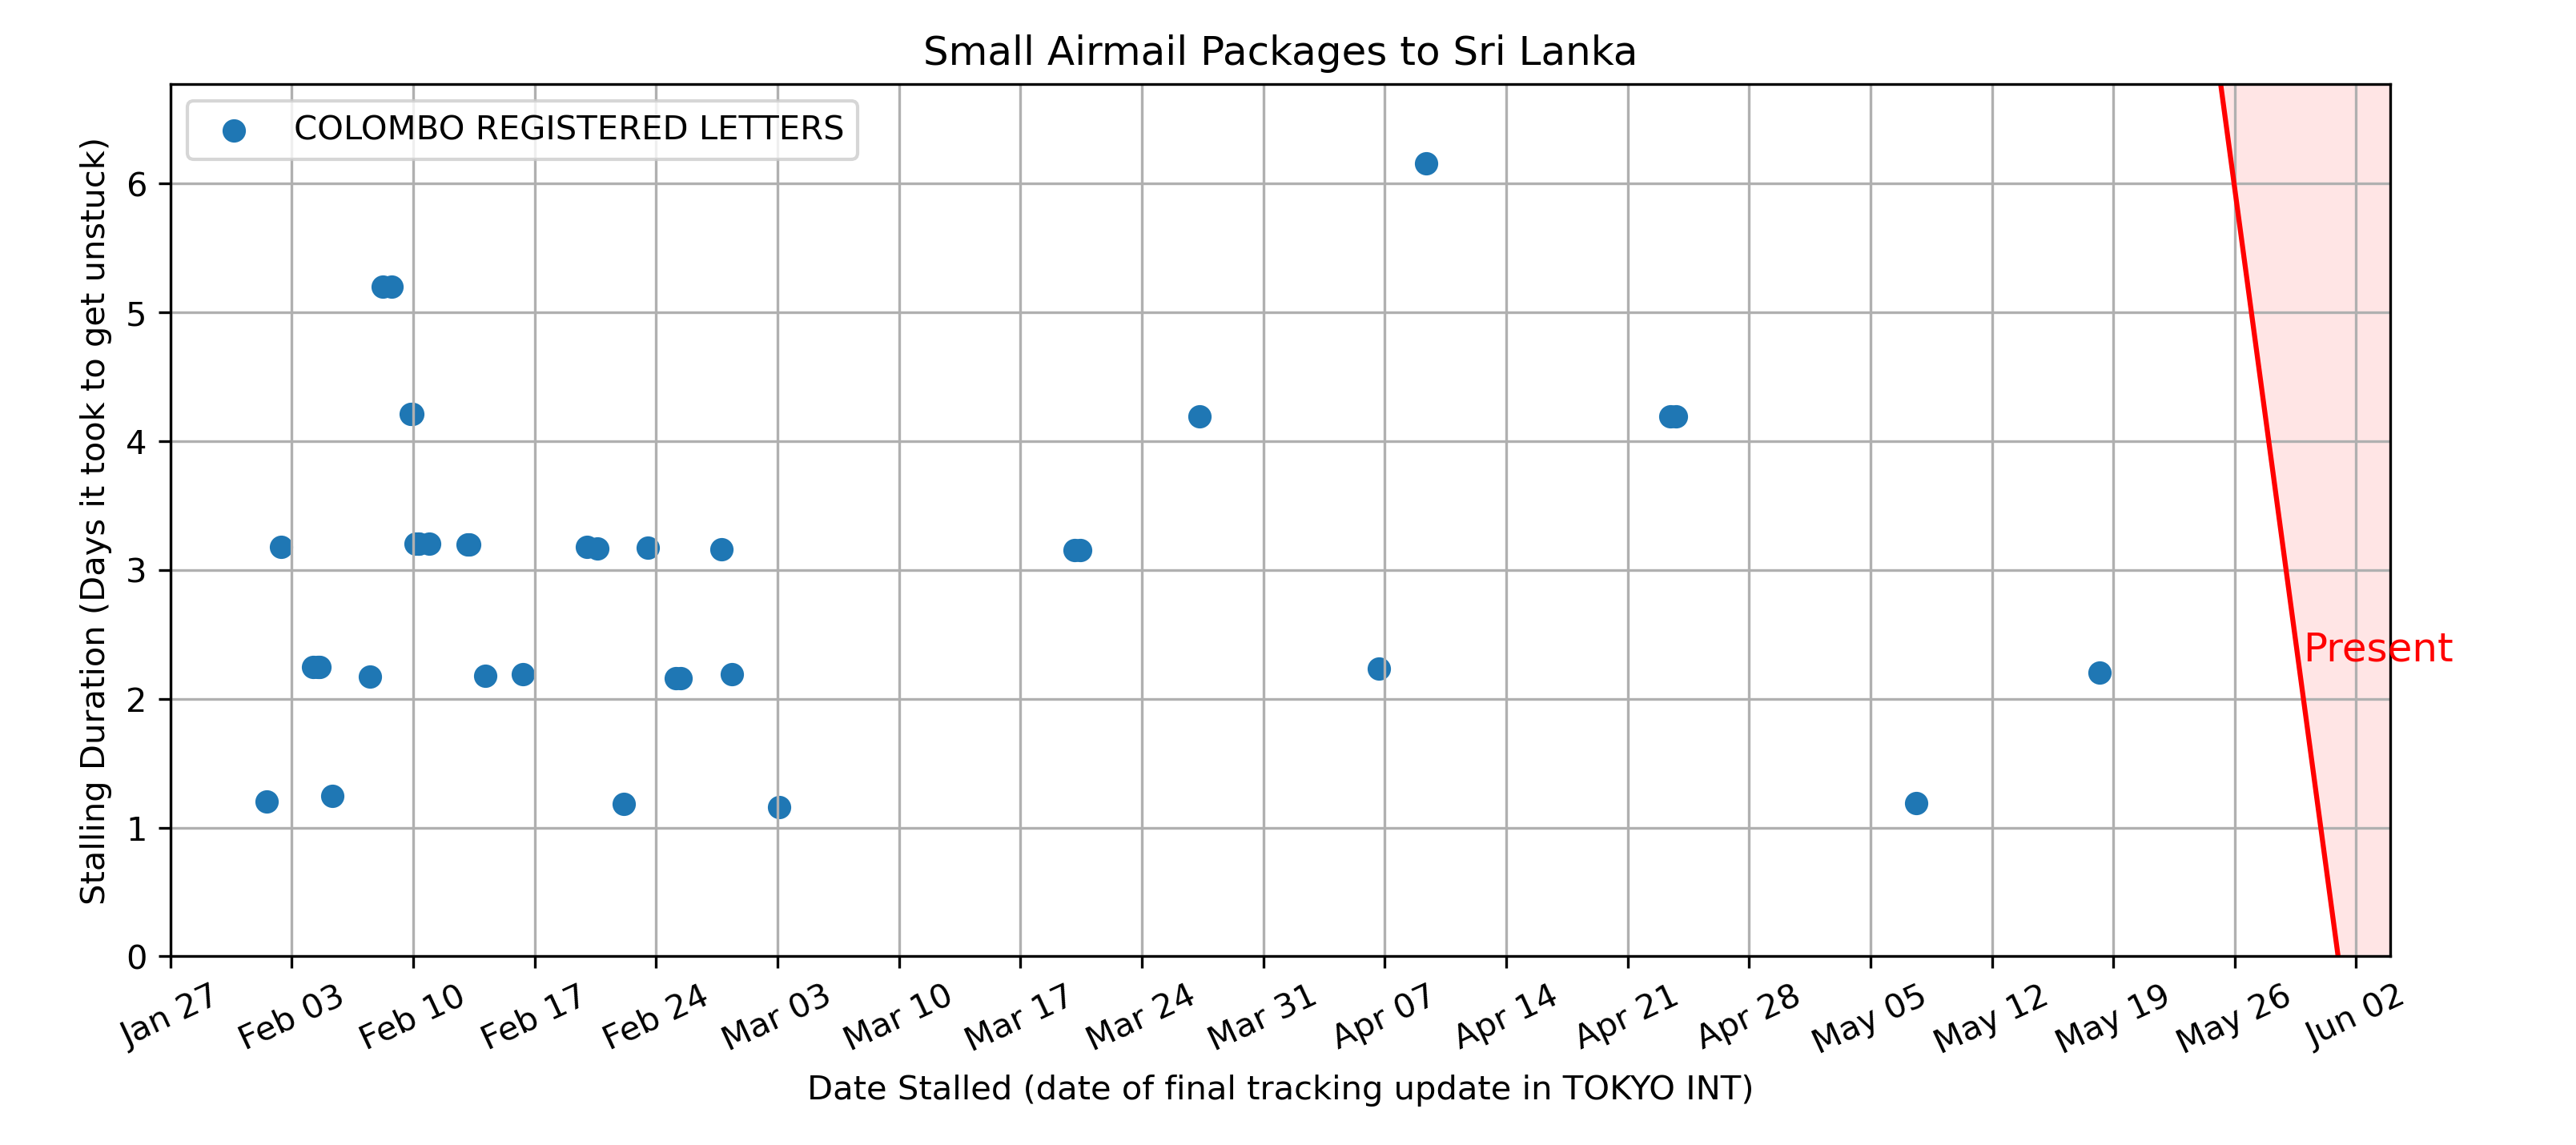 Small Airmail Packages to Sri Lanka
COLOMBO REGISTERED LETTERS
Stalling Duration (Days it took to get unstuck)
6
5
4
3
2
1
0
Present
Jan 27
Feb 03
Feb 10
Feb 17
Feb 24
Mar 03
Mar 10
Mar 17
Mar 24
Mar 31
Apr 07
Apr 14
Apr 21
Apr 28
May 05
May 12
May 19
May 26
Jun 02
Date Stalled (date of final tracking update in TOKYO INT)